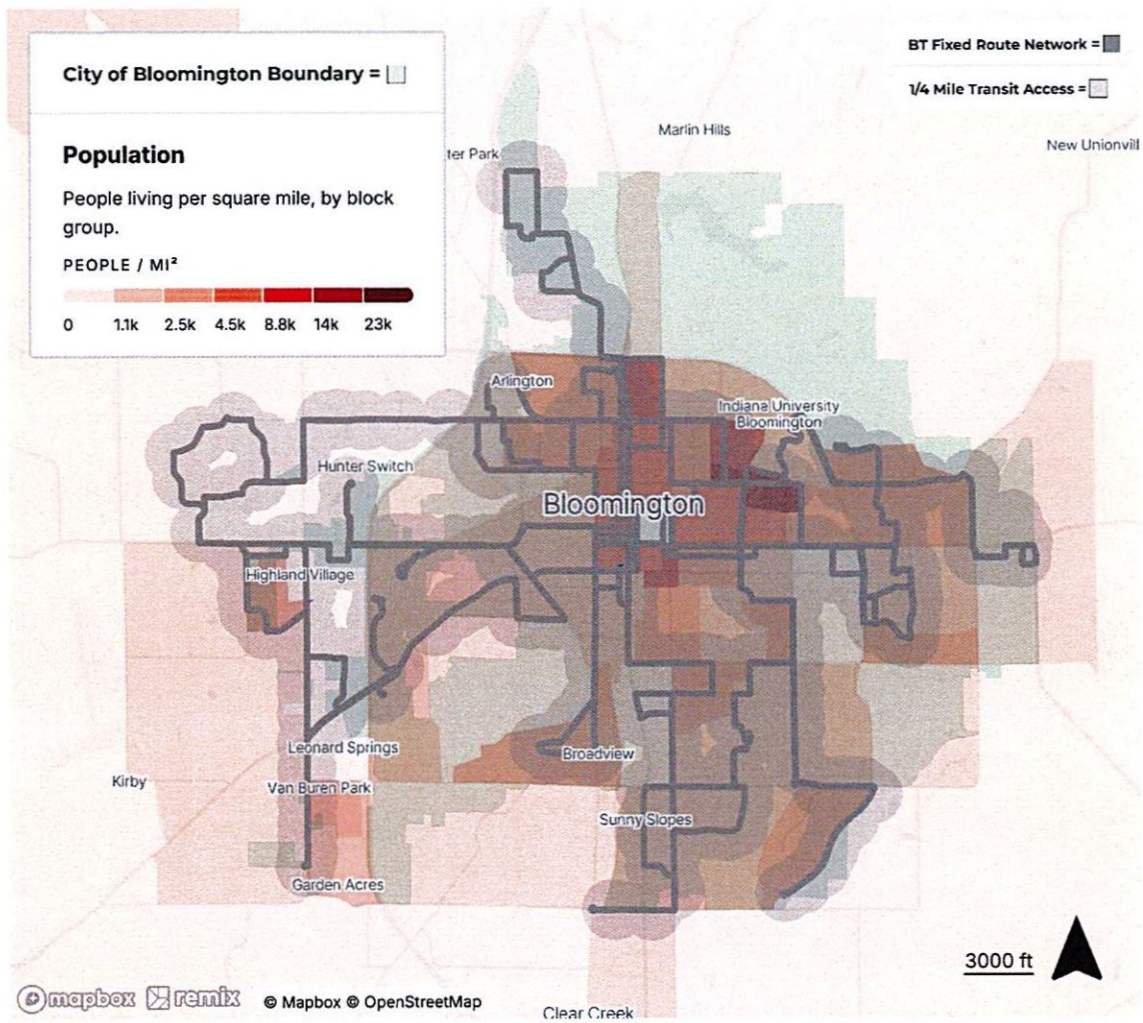 City of Bloomington Boundary =
Population
People living per square mile, by block
group.
PEOPLE / MI²
0 1.1k 2.5k 4.5k 8.8k 14k 23k
BT Fixed Route Network =
1/4 Mile Transit Access =
Marlin Hills
ter Park
New Unionvill
Arlington
Indiana University
Bloomington
Hunter Switch
Bloomington
Highland Village
Leonard Springs
Broadview
Kirby
Van Buren Park
Sunny Slopes
Garden Acres
3000 ft
mapbox remix © Mapbox © OpenStreetMap
Clear Creek